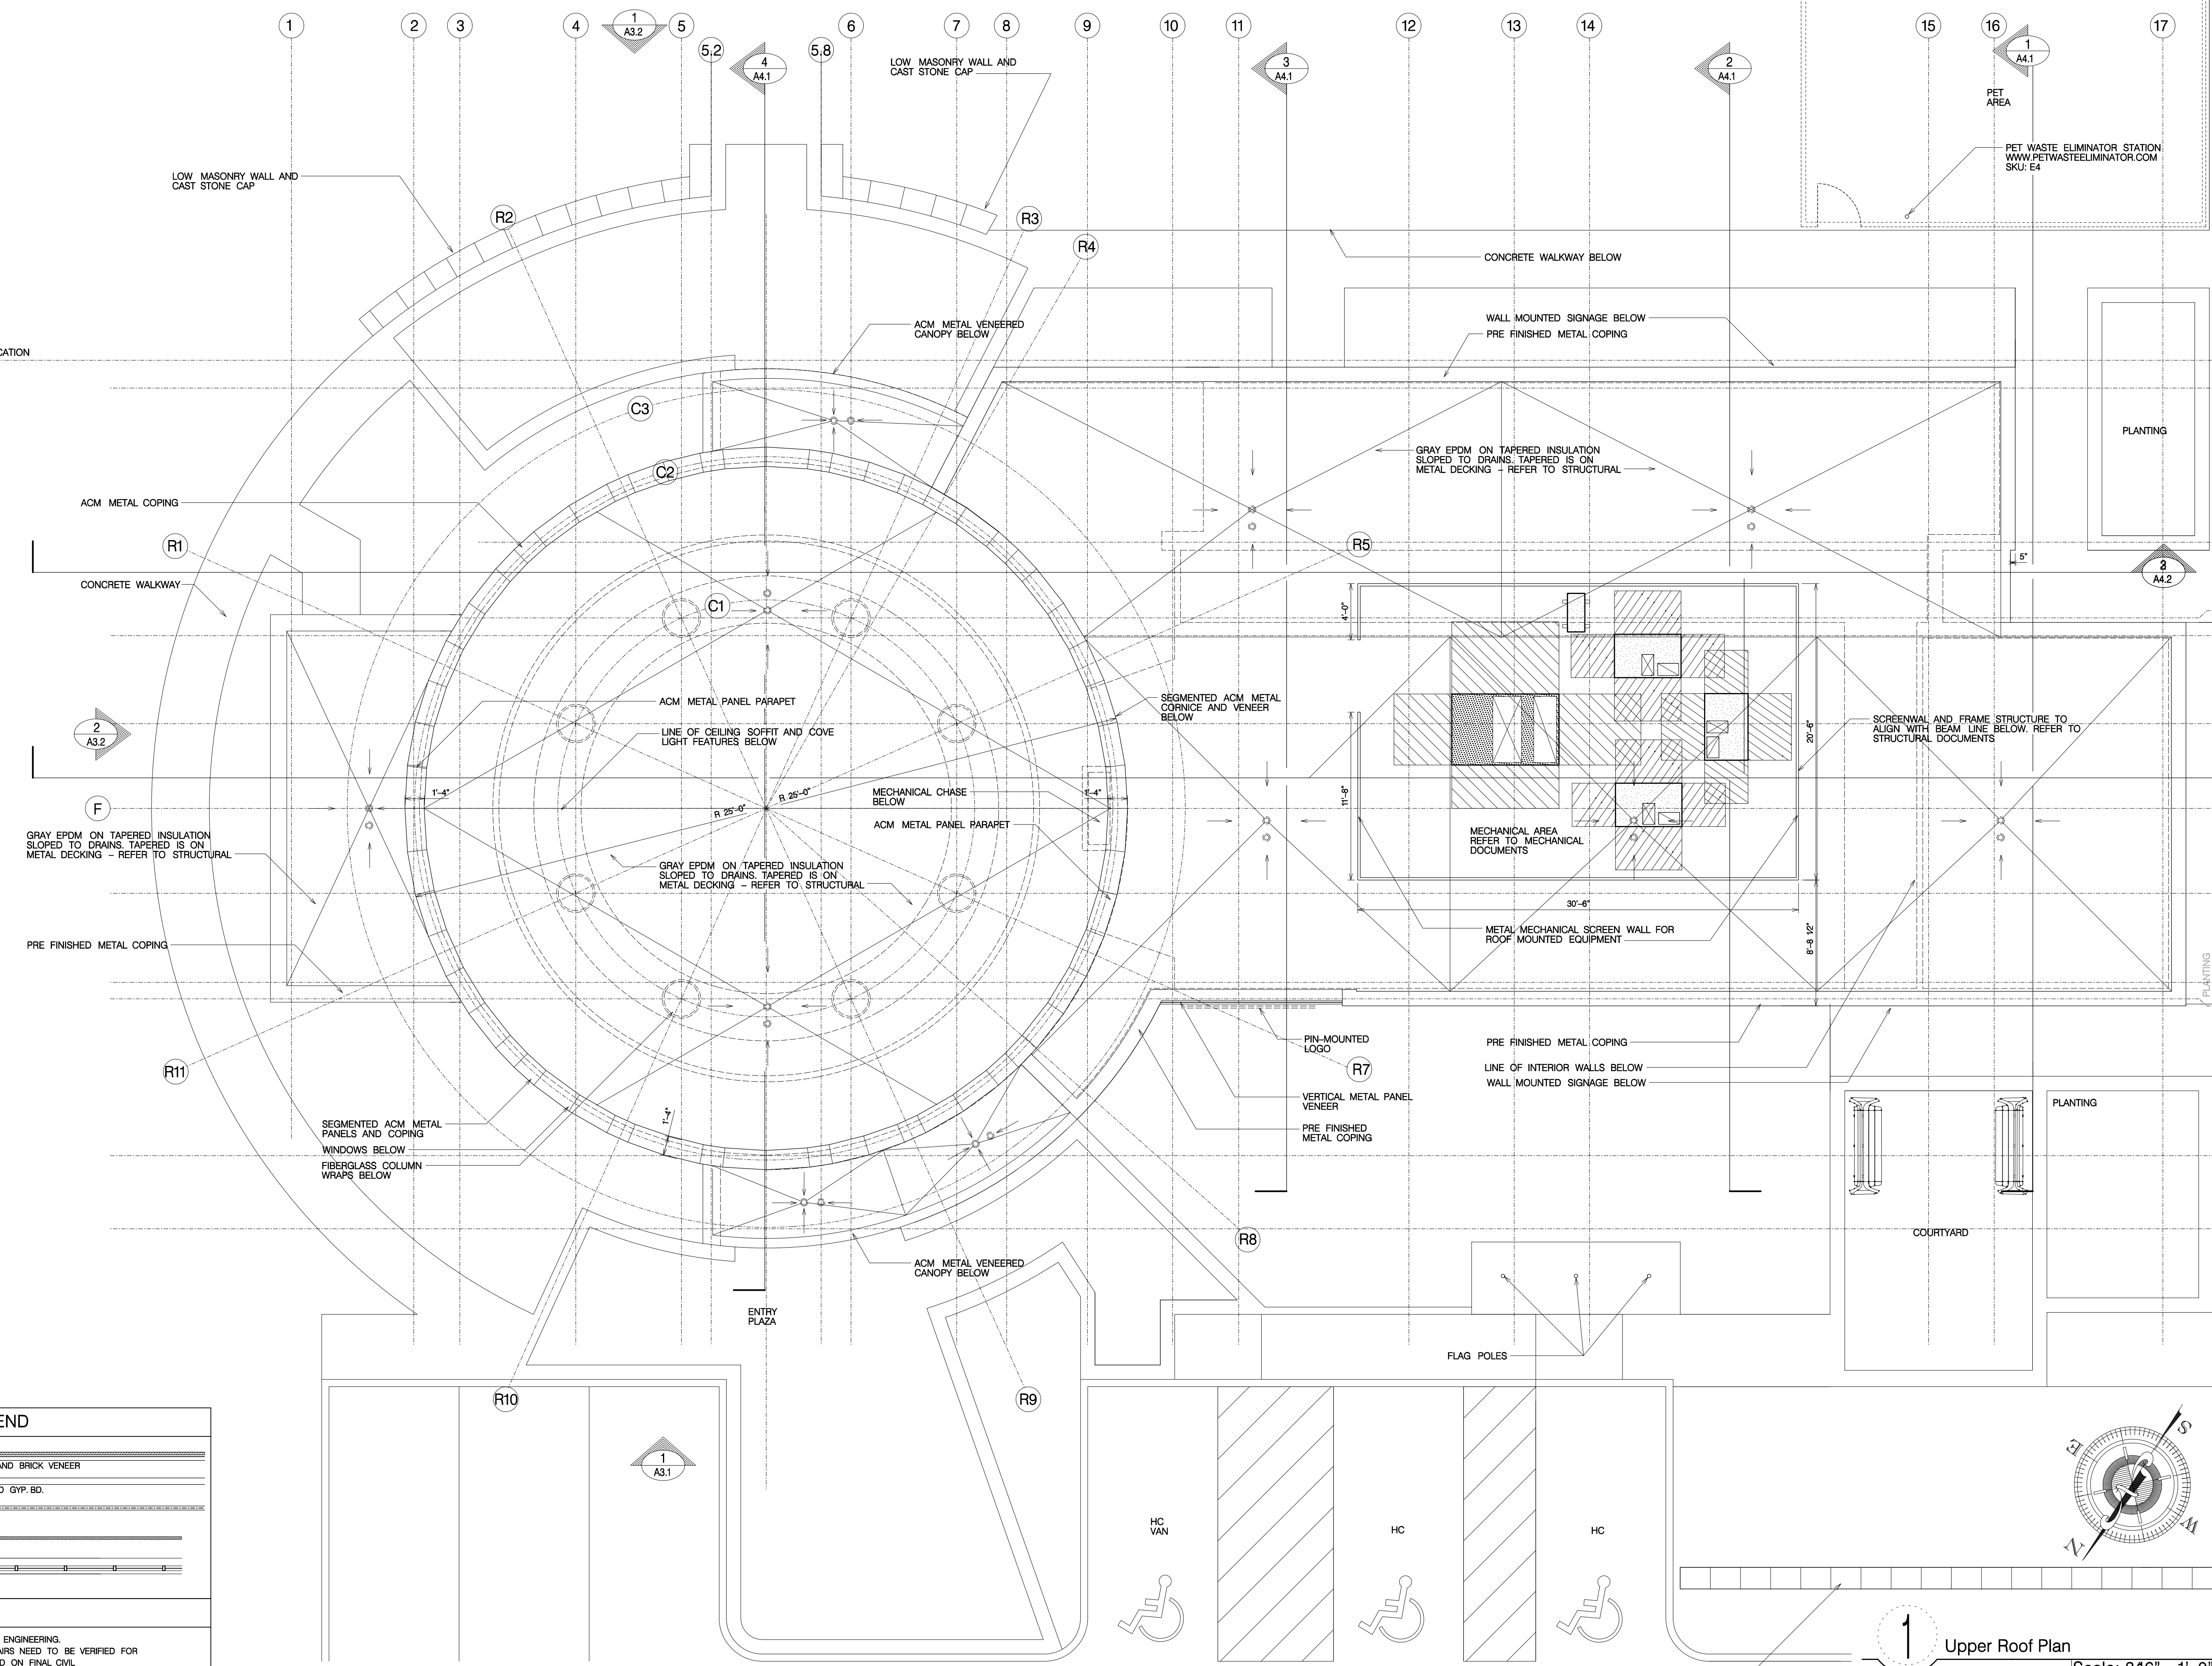 1
2
3
4
1
A3.2
5
5.2
4
A4.1
5.8
6
7
8
9
10
11
3
A4.1
12
13
14
2
A4.1
15
16
1
A4.1
17
LOW MASONRY WALL AND
CAST STONE CAP
PET
AREA
PET WASTE ELIMINATOR STATION
WWW.PETWASTEELIMINATOR.COM
SKU: E4
LOW MASONRY WALL AND
CAST STONE CAP
R2
R3
R4
CONCRETE WALKWAY BELOW
ACM METAL VENEERED
CANOPY BELOW
WALL MOUNTED SIGNAGE BELOW
PRE FINISHED METAL COPING
CATION
C3
PLANTING
GRAY EPDM ON TAPERED INSULATION
SLOPED TO DRAINS. TAPERED IS ON
METAL DECKING - REFER TO STRUCTURAL
C2
ACM METAL COPING
R1
R5
5"
A4.2
CONCRETE WALKWAY
C1
4'-0"
ACM METAL PANEL PARAPET
SEGMENTED ACM METAL
CORNICE AND VENEER
BELOW
2
A3.2
LINE OF CEILING SOFFIT AND COVE
LIGHT FEATURES BELOW
SCREENWAL AND FRAME STRUCTURE TO
ALIGN WITH BEAM LINE BELOW. REFER TO
STRUCTURAL DOCUMENTS
20'-6"
1'-4"
R 25'-0"
R 25'-0"
MECHANICAL CHASE
BELOW
1'-4"
11'-8"
F
ACM METAL PANEL PARAPET
MECHANICAL AREA
REFER TO MECHANICAL
DOCUMENTS
GRAY EPDM ON TAPERED INSULATION
SLOPED TO DRAINS. TAPERED IS ON
METAL DECKING - REFER TO STRUCTURAL
GRAY EPDM ON TAPERED INSULATION
SLOPED TO DRAINS. TAPERED IS ON
METAL DECKING - REFER TO STRUCTURAL
30'-6"
PRE FINISHED METAL COPING
METAL MECHANICAL SCREEN WALL FOR
ROOF MOUNTED EQUIPMENT
8'-8 1/2"
PLANTING
R11
PIN-MOUNTED
LOGO
R7
PRE FINISHED METAL COPING
LINE OF INTERIOR WALLS BELOW
WALL MOUNTED SIGNAGE BELOW
VERTICAL METAL PANEL
VENEER
PRE FINISHED
METAL COPING
PLANTING
1'-4"
SEGMENTED ACM METAL
PANELS AND COPING
WINDOWS BELOW
FIBERGLASS COLUMN
WRAPS BELOW
R8
COURTYARD
ACM METAL VENEERED
CANOPY BELOW
ENTRY
PLAZA
FLAG POLES
R10
R9
END
AND BRICK VENEER
GYP. BD.
1
A3.1
S
E
W
N
HC
VAN
HC
HC
ENGINEERING.
AIRS NEED TO BE VERIFIED FOR
ON FINAL CIVIL
1
Upper Roof Plan